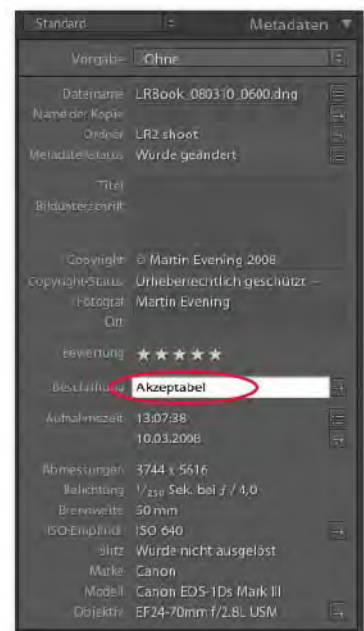 Standard Metadaten
Vorgabe Ohne
Dateiname LRBook_080310_0600.dng
Name der Kopie
Ordner LR2 shoot
Metadatenstatus Wurde geändert
Titel
Bildunterschrift
Copyright © Martin Evening 2008
Copyright-Status Urheberrechtlich geschützt
Fotograf Martin Evening
Ort
Bewertung ★★★★★
Beschriftung Akzeptabel
Aufnahmezeit 13:07:38
10.03.2008
Abmessungen 3744 x 5616
Belichtung 1/250 Sek. bei ƒ / 4,0
Brennweite 50 mm
ISO-Empfindl. ISO 640
Blitz Wurde nicht ausgelöst
Marke Canon
Modell Canon EOS-1Ds Mark III
Objektiv EF24-70mm f/2.8L USM